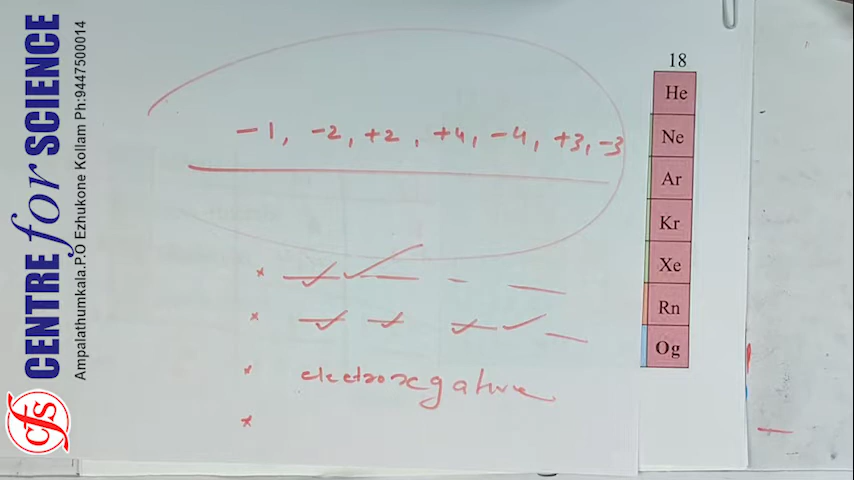 CENTRE for SCIENCE
Ampalathumkala.P.O Ezhukone Kollam Ph:9447500014
cfs
-1, -2, +2, +4, -4, +3, -3
electronegative
18
He
Ne
Ar
Kr
Xe
Rn
Og